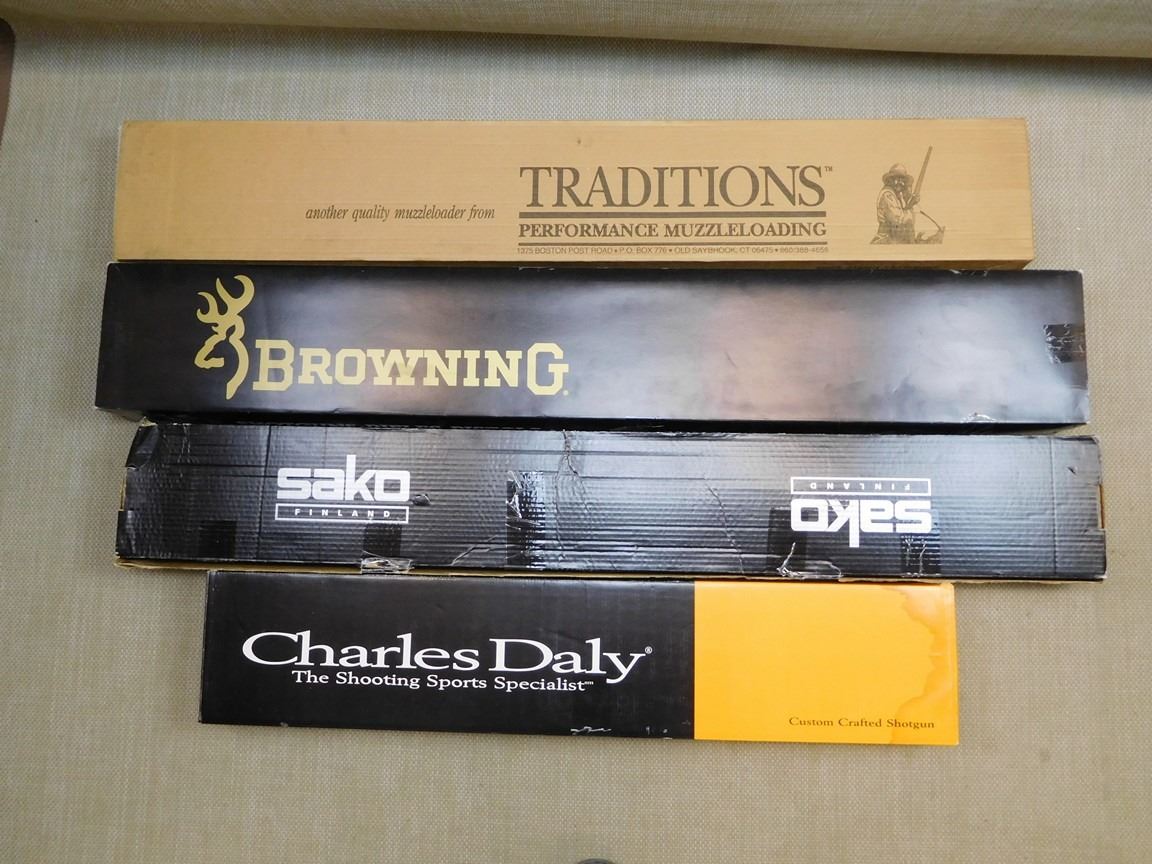 another quality muzzleloader from
TRADITIONS™
PERFORMANCE MUZZLELOADING
1375 BOSTON POST ROAD • P.O. BOX 776 • OLD SAYBROOK, CT 06475 • 860/388-4656
BROWNING.
sako
FINLAND
sako
FINLAND
Charles Daly®
The Shooting Sports Specialist℠
Custom Crafted Shotgun